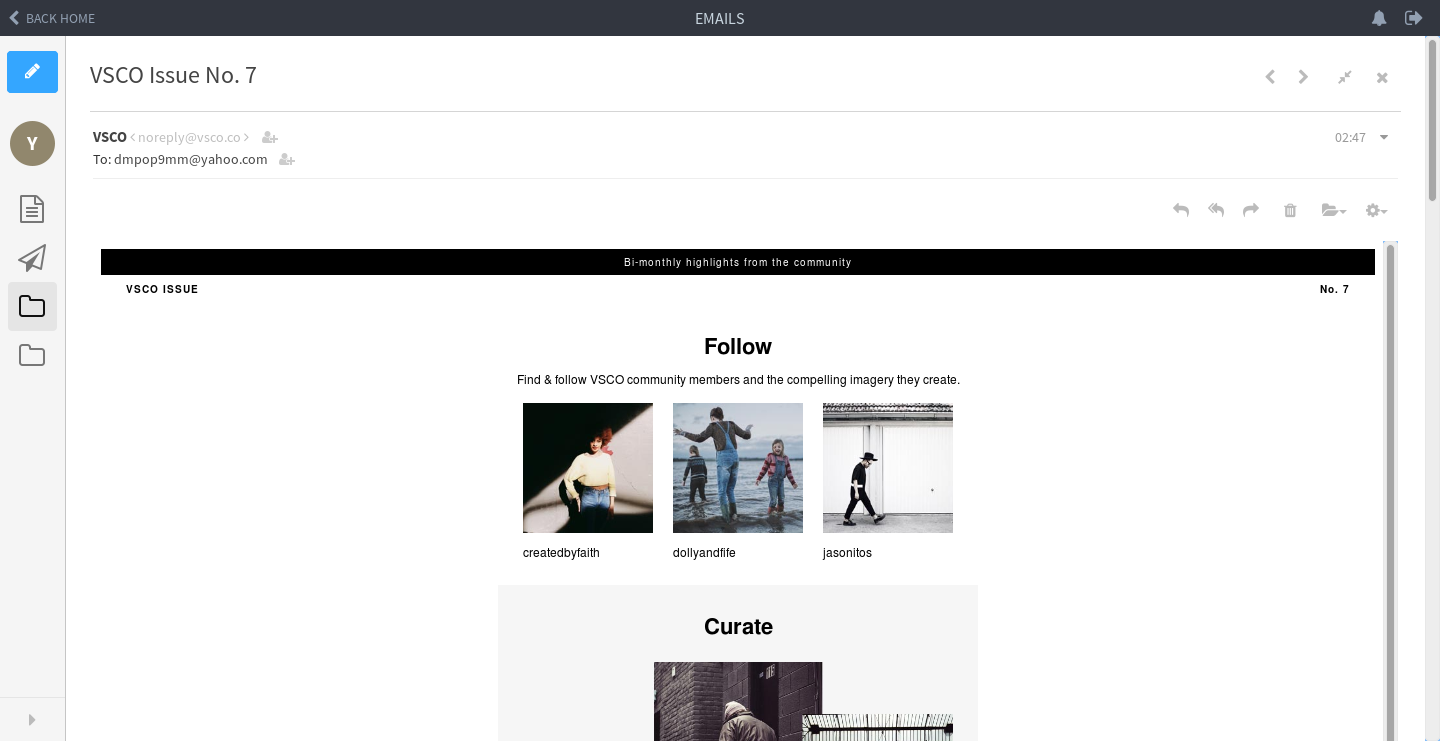 BACK HOME
EMAILS
VSCO Issue No. 7
VSCO < noreply@vsco.co >
02:47
Y
To: dmpop9mm@yahoo.com
Bi-monthly highlights from the community
VSCO ISSUE
No. 7
Follow
Find & follow VSCO community members and the compelling imagery they create.
createdbyfaith
dollyandfife
jasonitos
Curate